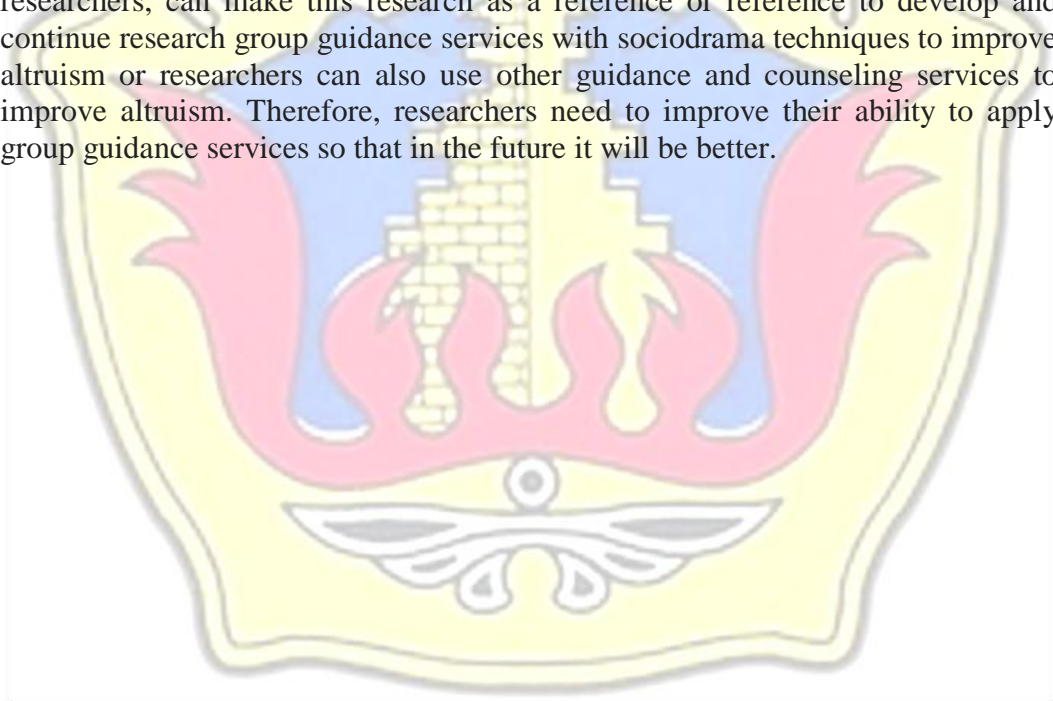 researchers, can make this research as a reference or reference to develop and
continue research group guidance services with sociodrama techniques to improve
altruism or researchers can also use other guidance and counseling services to
improve altruism. Therefore, researchers need to improve their ability to apply
group guidance services so that in the future it will be better.